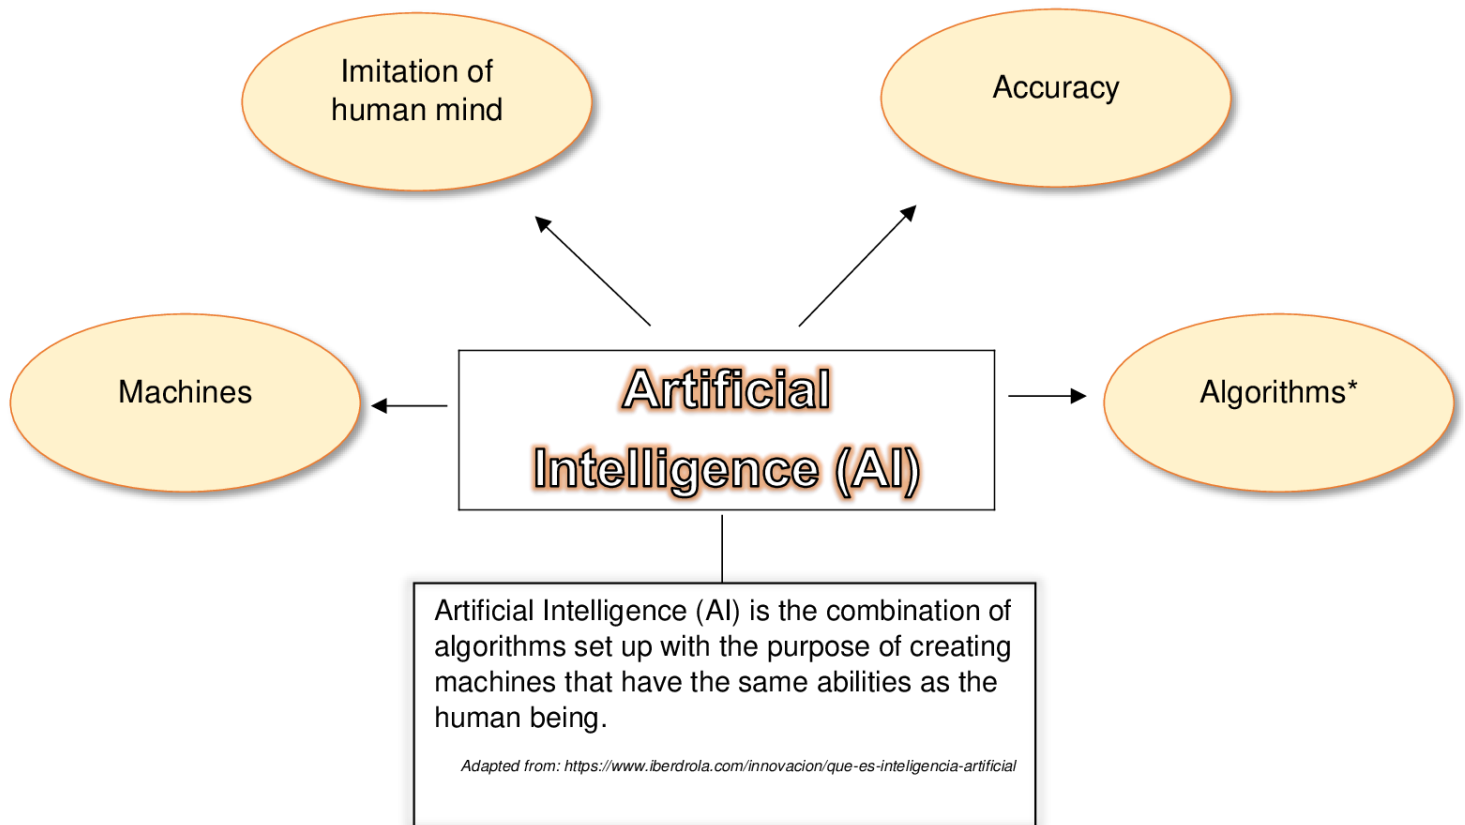 Imitation of
human mind
Accuracy
Machines
Artificial
Intelligence (AI)
Algorithms*
Artificial Intelligence (AI) is the combination of
algorithms set up with the purpose of creating
machines that have the same abilities as the
human being.
Adapted from: https://www.iberdrola.com/innovacion/que-es-inteligencia-artificial